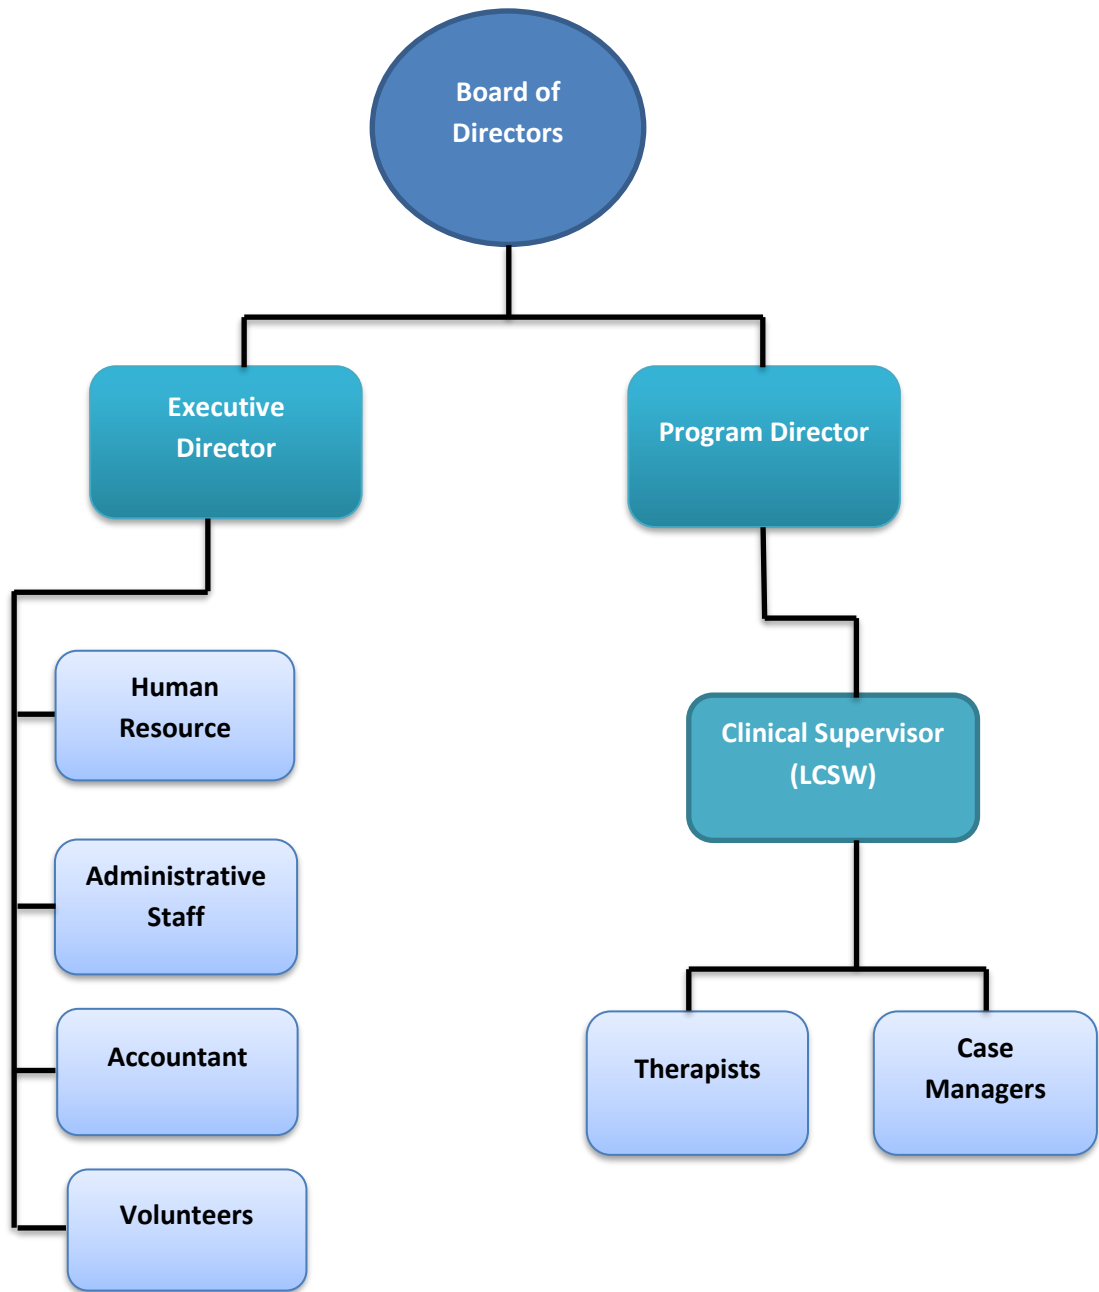 Board of
Directors
Executive
Director
Program Director
Human
Resource
Clinical Supervisor
(LCSW)
Administrative
Staff
Accountant
Therapists
Case
Managers
Volunteers